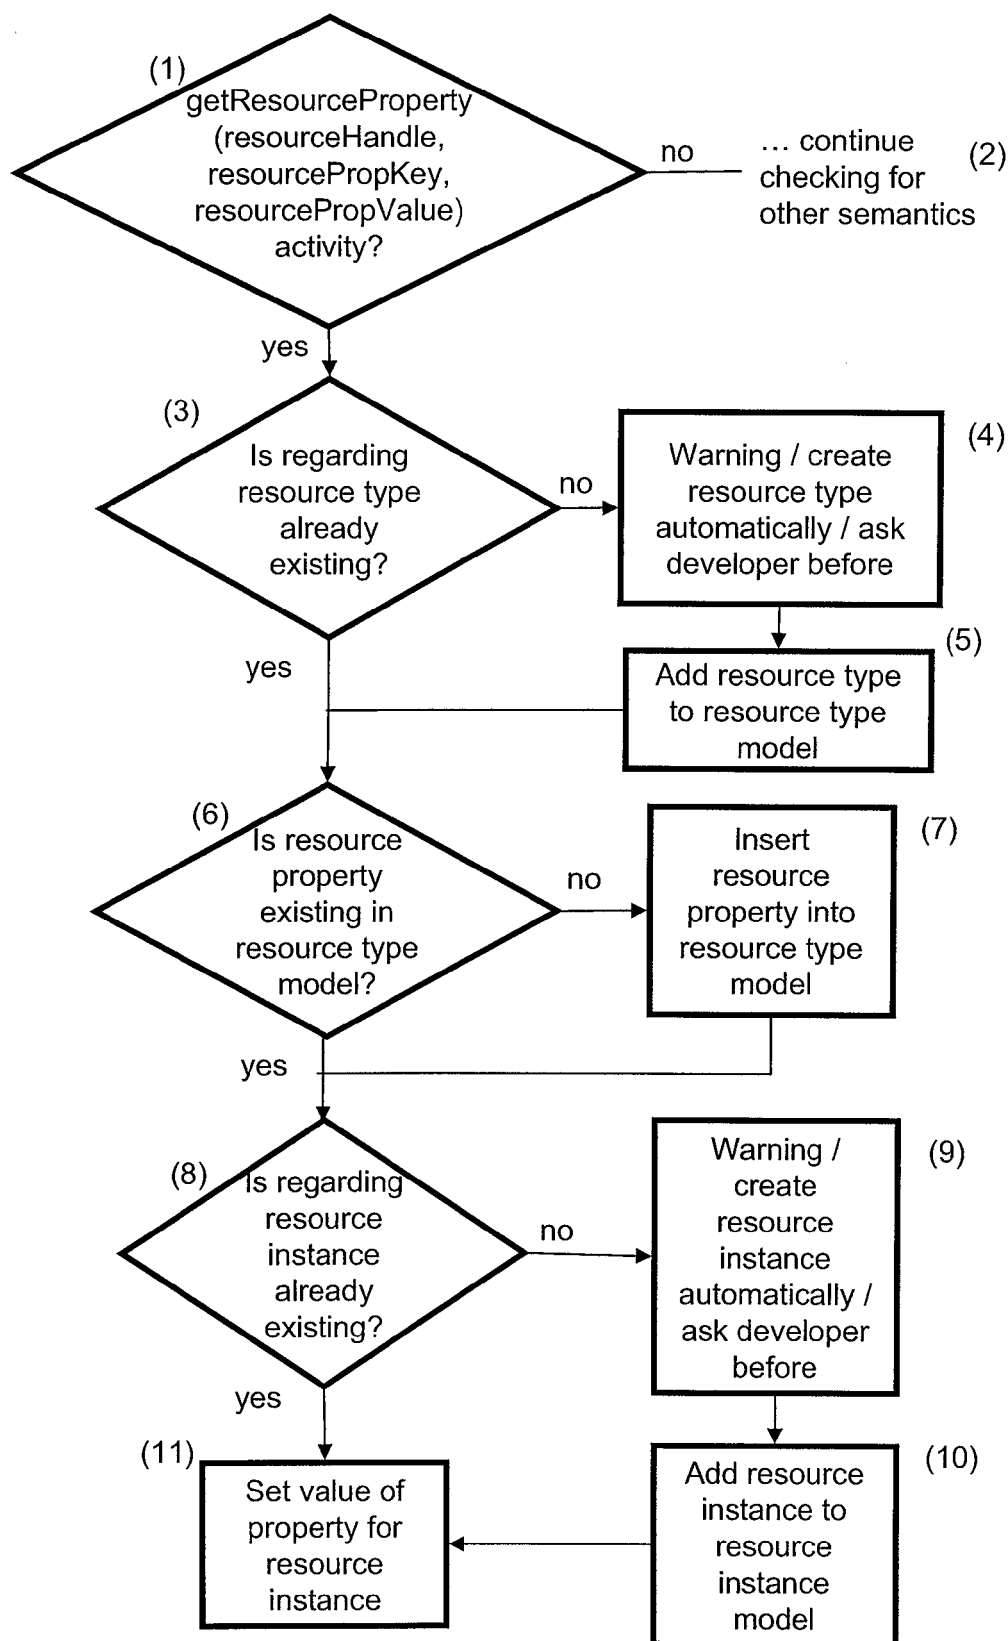 (1)
getResourceProperty
(resourceHandle,
resourcePropKey,
resourcePropValue)
activity?
no
... continue
checking for
other semantics
(2)
yes
(3)
Is regarding
resource type
already
existing?
no
Warning / create
resource type
automatically / ask
developer before
(4)
yes
(5)
Add resource type
to resource type
model
(6)
Is resource
property
existing in
resource type
model?
no
Insert
resource
property into
resource type
model
(7)
yes
(8)
Is regarding
resource
instance
already
existing?
no
Warning /
create
resource
instance
automatically /
ask developer
before
(9)
yes
(11)
Set value of
property for
resource
instance
Add resource
instance to
resource
instance
model
(10)